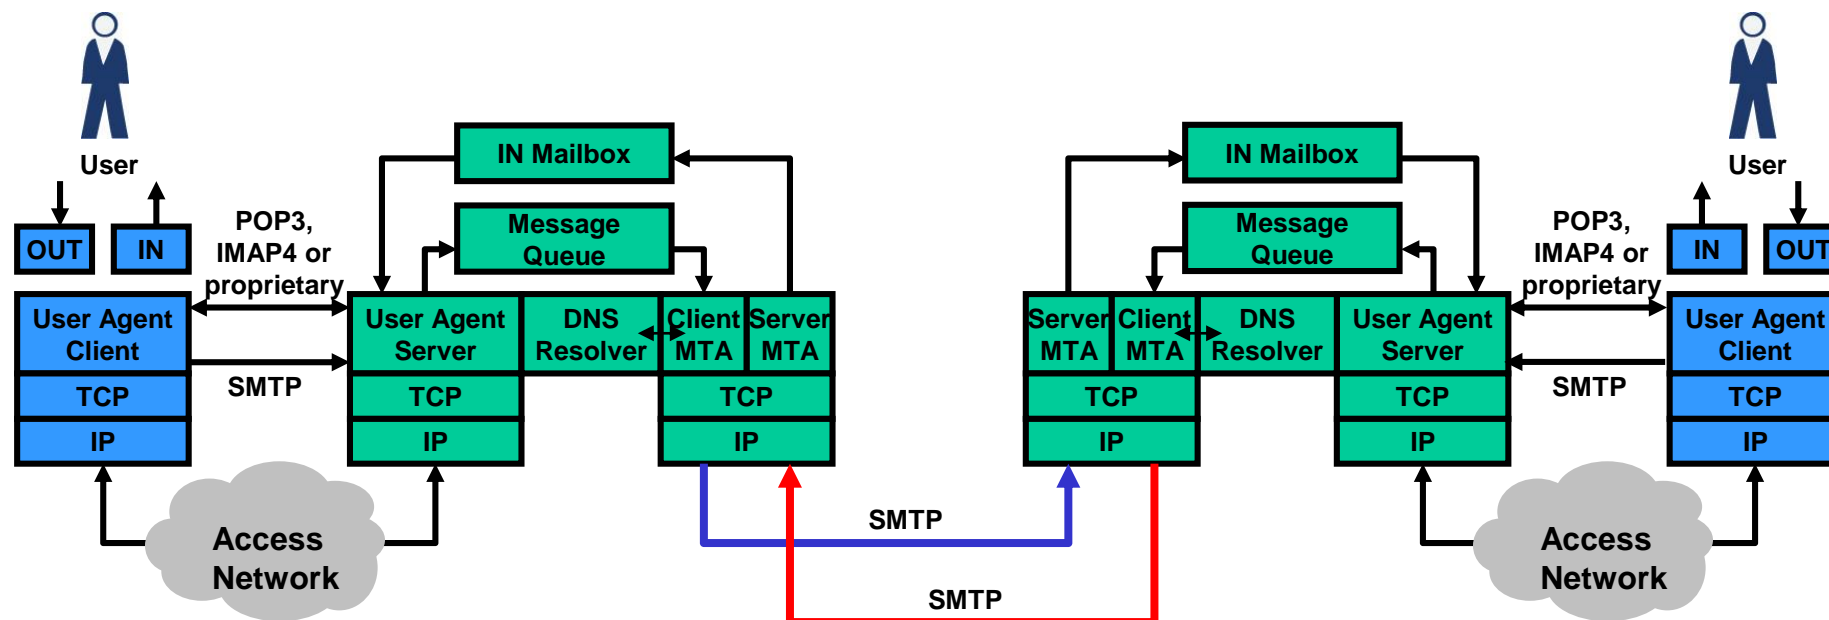 User
OUT
IN
POP3,
IMAP4 or
proprietary
SMTP
User Agent
Client
TCP
IP
Access
Network
IN Mailbox
Message
Queue
User Agent
Server
DNS
Resolver
Client
MTA
Server
MTA
TCP
IP
TCP
IP
SMTP
SMTP
IN Mailbox
Message
Queue
Server
MTA
Client
MTA
DNS
Resolver
User Agent
Server
TCP
IP
TCP
IP
User
IN
OUT
POP3,
IMAP4 or
proprietary
SMTP
User Agent
Client
TCP
IP
Access
Network